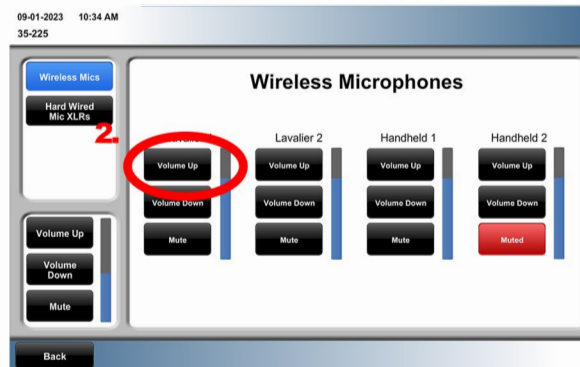 09-01-2023 10:34 AM
35-225
Wireless Mics
Hard Wired
Mic XLRs
2.
Volume Up
Volume
Down
Mute
Back
Wireless Microphones
Lavalier 2 Handheld 1 Handheld 2
Volume Up Volume Up Volume Up Volume Up
Volume Down Volume Down Volume Down Volume Down
Mute Mute Mute Muted